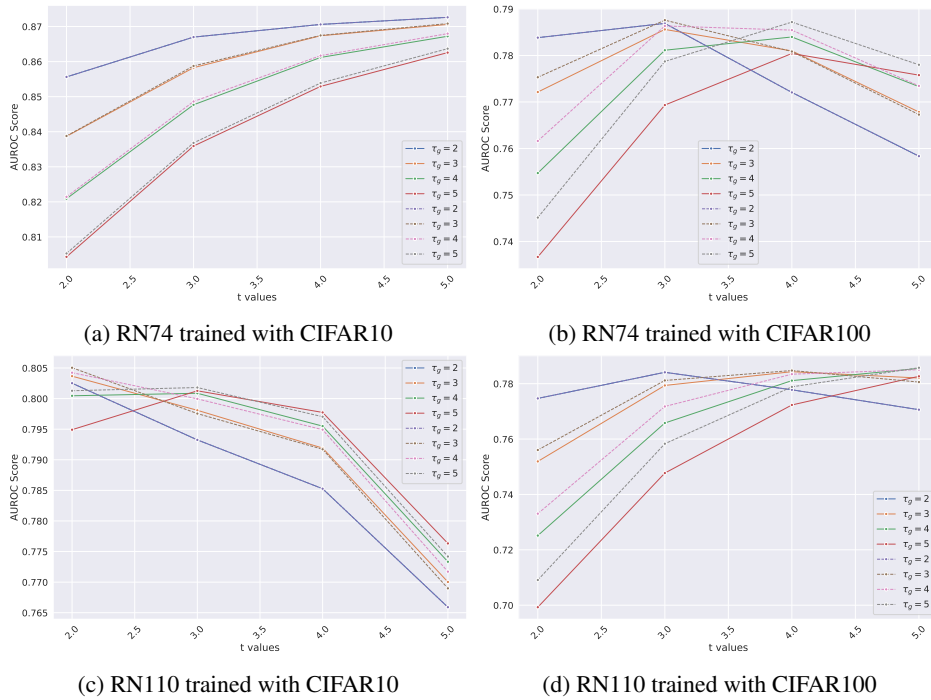 0.87
0.86
0.85
0.84
0.83
0.82
0.81
AUROC Score
τg = 2
τg = 3
τg = 4
τg = 5
τg = 2
τg = 3
τg = 4
τg = 5
2.0 2.5 3.0 3.5 4.0 4.5 5.0
t values
(a) RN74 trained with CIFAR10
0.79
0.78
0.77
0.76
0.75
0.74
AUROC Score
τg = 2
τg = 3
τg = 4
τg = 5
τg = 2
τg = 3
τg = 4
τg = 5
2.0 2.5 3.0 3.5 4.0 4.5 5.0
t values
(b) RN74 trained with CIFAR100
0.805
0.800
0.795
0.790
0.785
0.780
0.775
0.770
0.765
AUROC Score
τg = 2
τg = 3
τg = 4
τg = 5
τg = 2
τg = 3
τg = 4
τg = 5
2.0 2.5 3.0 3.5 4.0 4.5 5.0
t values
(c) RN110 trained with CIFAR10
0.78
0.76
0.74
0.72
0.70
AUROC Score
τg = 2
τg = 3
τg = 4
τg = 5
τg = 2
τg = 3
τg = 4
τg = 5
2.0 2.5 3.0 3.5 4.0 4.5 5.0
t values
(d) RN110 trained with CIFAR100